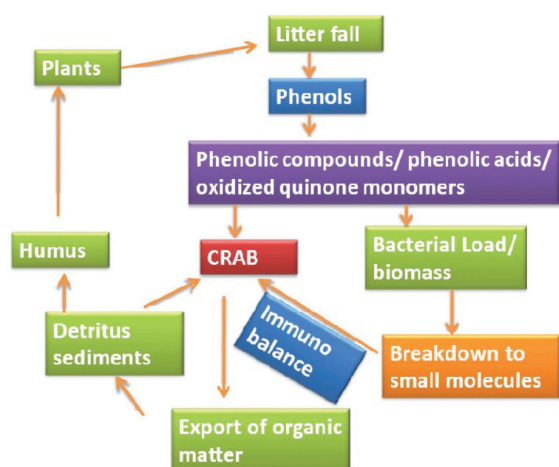 Litter fall
Plants
Phenols
Phenolic compounds/ phenolic acids/
oxidized quinone monomers
Humus
CRAB
Bacterial Load/
biomass
Detritus
sediments
Immuno
balance
Breakdown to
small molecules
Export of organic
matter